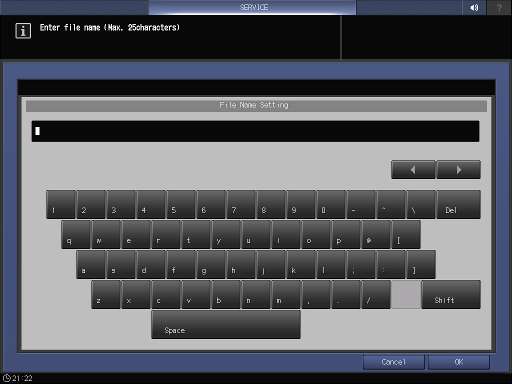 SERVICE
?
i Enter file name (Max. 25characters)
File Name Setting
1 2 3 4 5 6 7 8 9 0 - ^ \ Del
q w e r t y u i o p @ [
a s d f g h j k l ; : ]
z x c v b n m , . / Shift
Space
Cancel OK
21:22